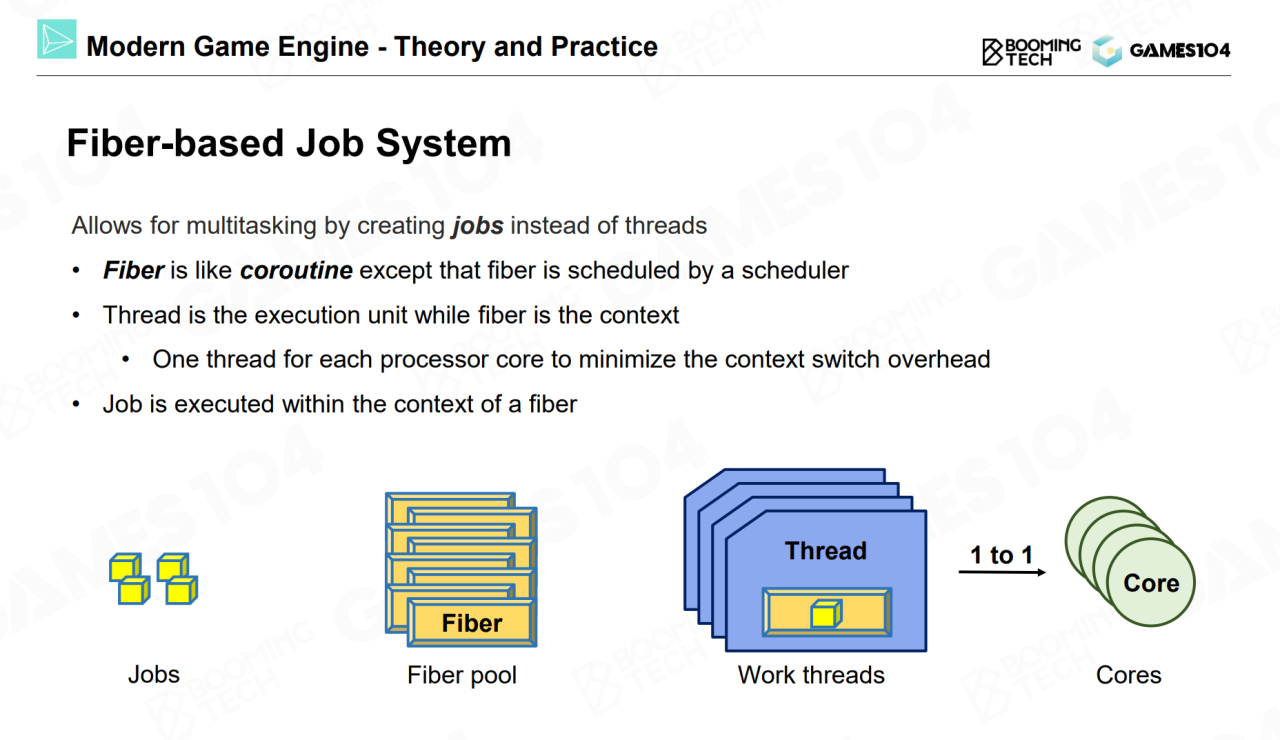 Modern Game Engine - Theory and Practice
BOOMING TECH
GAMES104
Fiber-based Job System
Allows for multitasking by creating jobs instead of threads
• Fiber is like coroutine except that fiber is scheduled by a scheduler
• Thread is the execution unit while fiber is the context
• One thread for each processor core to minimize the context switch overhead
• Job is executed within the context of a fiber
Thread
1 to 1
Core
Fiber
Jobs
Fiber pool
Work threads
Cores